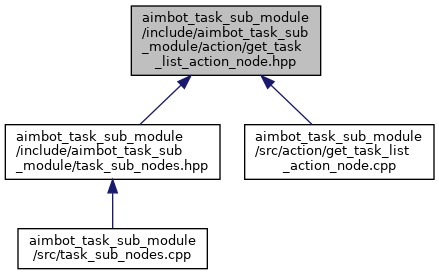 aimbot_task_sub_module
/include/aimbot_task_sub
_module/action/get_task
_list_action_node.hpp
aimbot_task_sub_module
/include/aimbot_task_sub
_module/task_sub_nodes.hpp
aimbot_task_sub_module
/src/action/get_task_list
_action_node.cpp
aimbot_task_sub_module
/src/task_sub_nodes.cpp